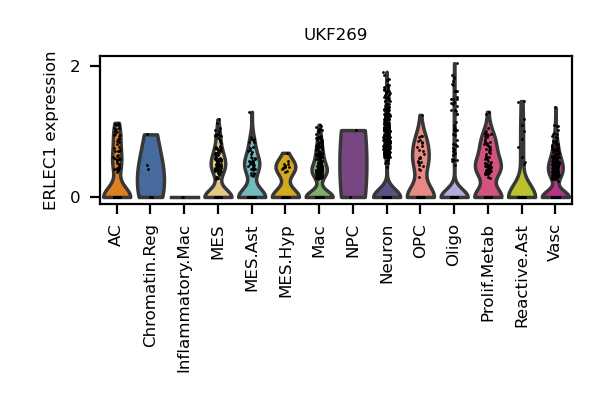 UKF269
ERLEC1 expression
2
0
AC
Chromatin.Reg
Inflammatory.Mac
MES
MES.Ast
MES.Hyp
Mac
NPC
Neuron
OPC
Oligo
Prolif.Metab
Reactive.Ast
Vasc